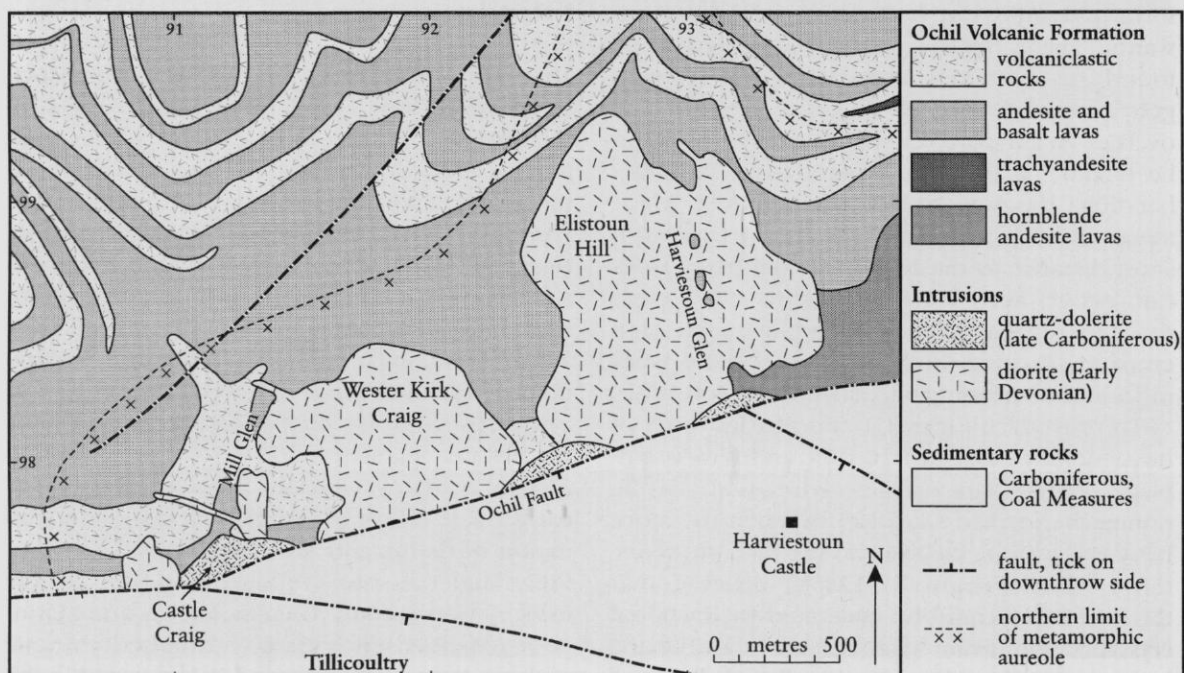 91
92
93
99
98
Elistoun
Hill
Harviestoun Glen
Wester Kirk
Craig
Mill Glen
Ochil Fault
Castle
Craig
Tillicoultry
Harviestoun
Castle
N
0 metres 500
Ochil Volcanic Formation
volcaniclastic
rocks
andesite and
basalt lavas
trachyandesite
lavas
hornblende
andesite lavas
Intrusions
quartz-dolerite
(late Carboniferous)
diorite (Early
Devonian)
Sedimentary rocks
Carboniferous,
Coal Measures
fault, tick on
downthrow side
northern limit
of metamorphic
aureole